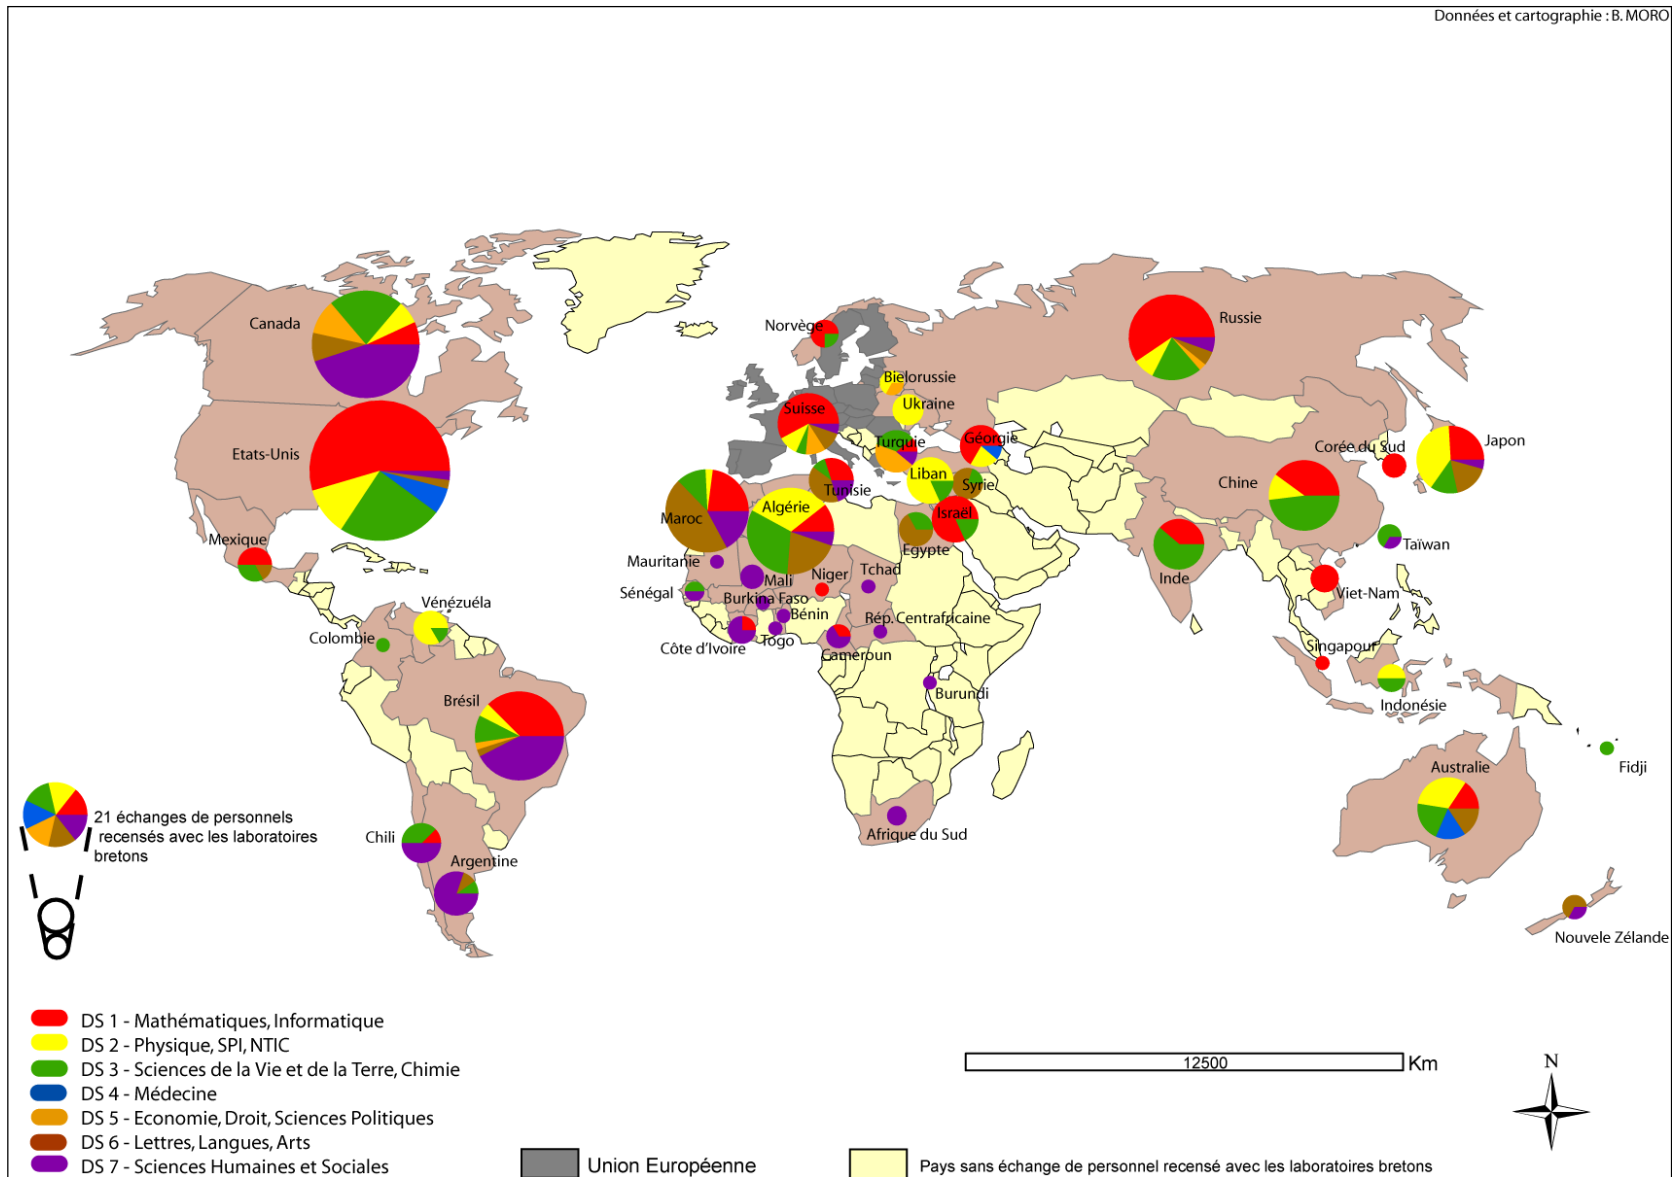 Données et cartographie : B. MORO
Norvège
Russie
Canada
Bielorussie
Ukraine
Suisse
Turquie
Géorgie
Corée du Sud
Japon
Etats-Unis
Liban
Syrie
Chine
Tunisie
Maroc
Algérie
Israël
Mexique
Egypte
Taïwan
Mauritanie
Mali
Niger
Tchad
Inde
Viet-Nam
Sénégal
Burkina Faso
Bénin
Rép. Centrafricaine
Vénézuéla
Colombie
Côte d'Ivoire
Togo
Cameroun
Singapour
Burundi
Indonésie
Brésil
Fidji
Australie
21 échanges de personnels
recensés avec les laboratoires
bretons
Chili
Afrique du Sud
Argentine
Nouvele Zélande
DS 1 - Mathématiques, Informatique
DS 2 - Physique, SPI, NTIC
DS 3 - Sciences de la Vie et de la Terre, Chimie
DS 4 - Médecine
DS 5 - Economie, Droit, Sciences Politiques
DS 6 - Lettres, Langues, Arts
DS 7 - Sciences Humaines et Sociales
12500 Km
N
Union Européenne
Pays sans échange de personnel recensé avec les laboratoires bretons